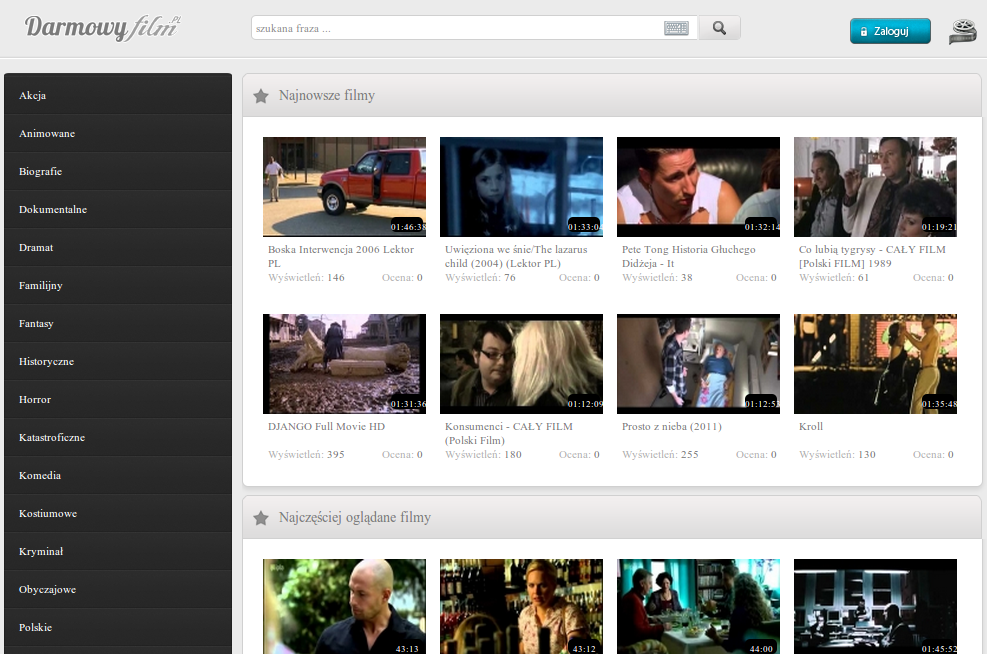 Darmowy film.PL
szukana fraza ...
Zaloguj
Akcja
Animowane
Biografie
Dokumentalne
Dramat
Familijny
Fantasy
Historyczne
Horror
Katastroficzne
Komedia
Kostiumowe
Kryminał
Obyczajowe
Polskie
Najnowsze filmy
01:46:38
01:33:04
01:32:14
01:19:21
Boska Interwencja 2006 Lektor
PL
Wyświetleń: 146 Ocena: 0
Uwięziona we śnie/The lazarus
child (2004) (Lektor PL)
Wyświetleń: 76 Ocena: 0
Pete Tong Historia Głuchego
Didżeja - It
Wyświetleń: 38 Ocena: 0
Co lubią tygrysy - CAŁY FILM
[Polski FILM] 1989
Wyświetleń: 61 Ocena: 0
01:31:36
01:12:09
01:35:48
DJANGO Full Movie HD
Wyświetleń: 395 Ocena: 0
Konsumenci - CAŁY FILM
(Polski Film)
Wyświetleń: 180 Ocena: 0
Prosto z nieba (2011)
Wyświetleń: 255 Ocena: 0
Kroll
Wyświetleń: 130 Ocena: 0
Najczęściej oglądane filmy
43:13
43:12
44:00
01:45:52